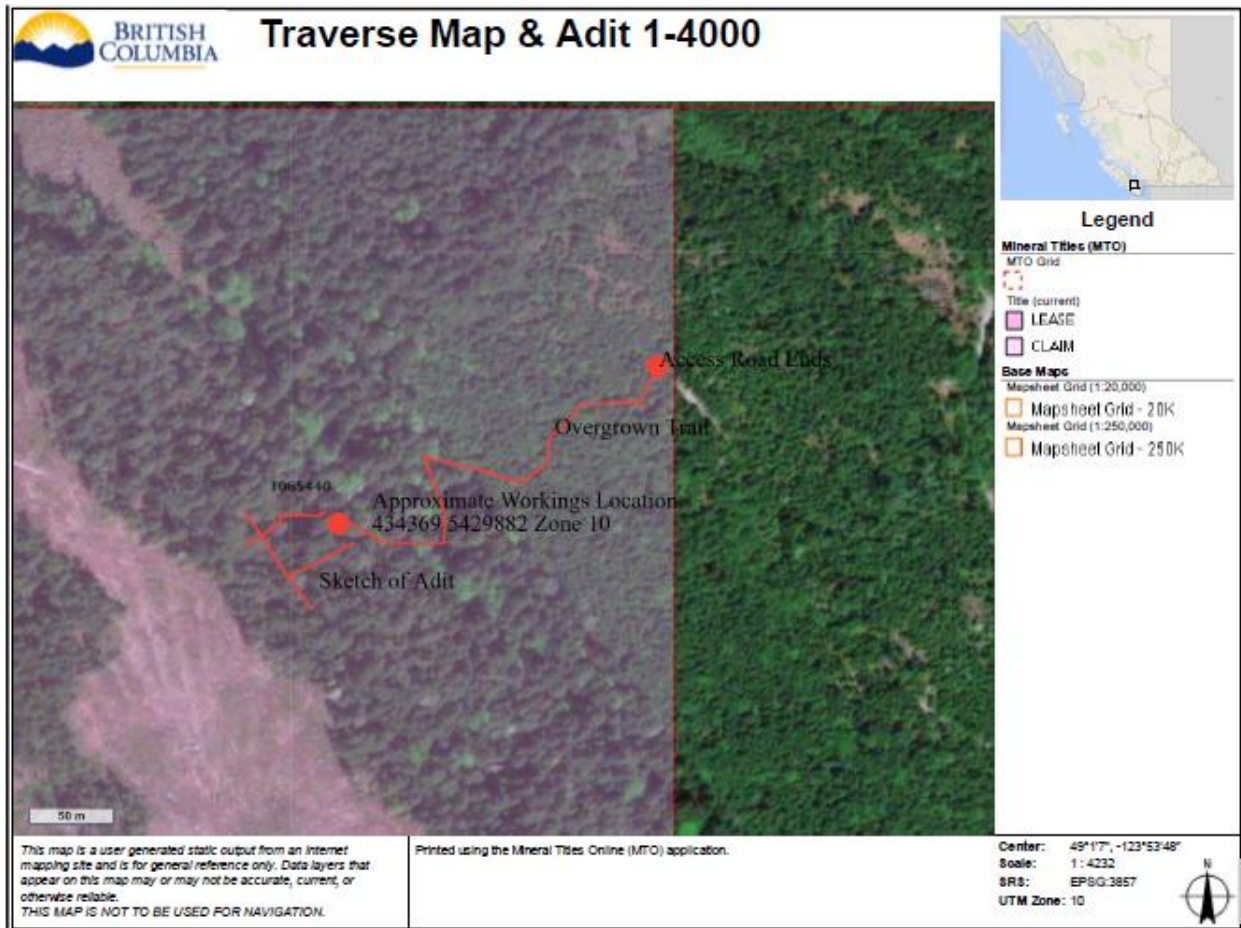 BRITISH
COLUMBIA
Traverse Map & Adit 1-4000
Access Road Ends
Overgrown Trail
1065440
Approximate Workings Location
434369 5429882 Zone 10
Sketch of Adit
50 m
Legend
Mineral Titles (MTO)
MTO Grid
Title (current)
LEASE
CLAIM
Base Maps
Mapsheet Grid (1:20,000)
Mapsheet Grid - 20K
Mapsheet Grid (1:250,000)
Mapsheet Grid - 250K
This map is a user generated static output from an Internet
mapping site and is for general reference only. Data layers that
appear on this map may or may not be accurate, current, or
otherwise reliable.
THIS MAP IS NOT TO BE USED FOR NAVIGATION.
Printed using the Mineral Titles Online (MTO) application.
Center: 49°1'7", -123°53'48"
Scale: 1 : 4232
SRS: EPSG:3857
UTM Zone: 10
N